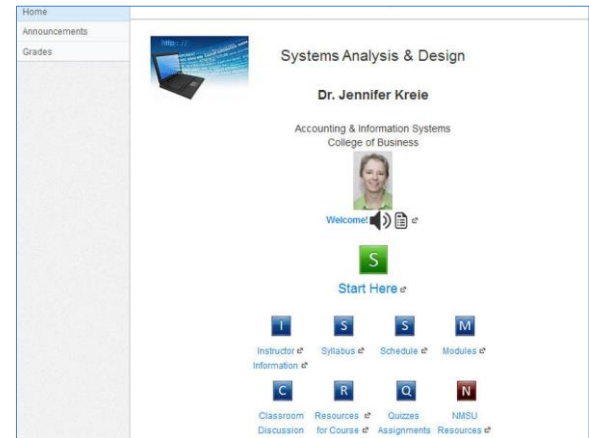 Home
Announcements
Grades
http://
Systems Analysis & Design
Dr. Jennifer Kreie
Accounting & Information Systems
College of Business
Welcome!
S
Start Here
I S S M
Instructor Syllabus Schedule Modules
Information
C R Q N
Classroom Resources Quizzes NMSU
Discussion for Course Assignments Resources